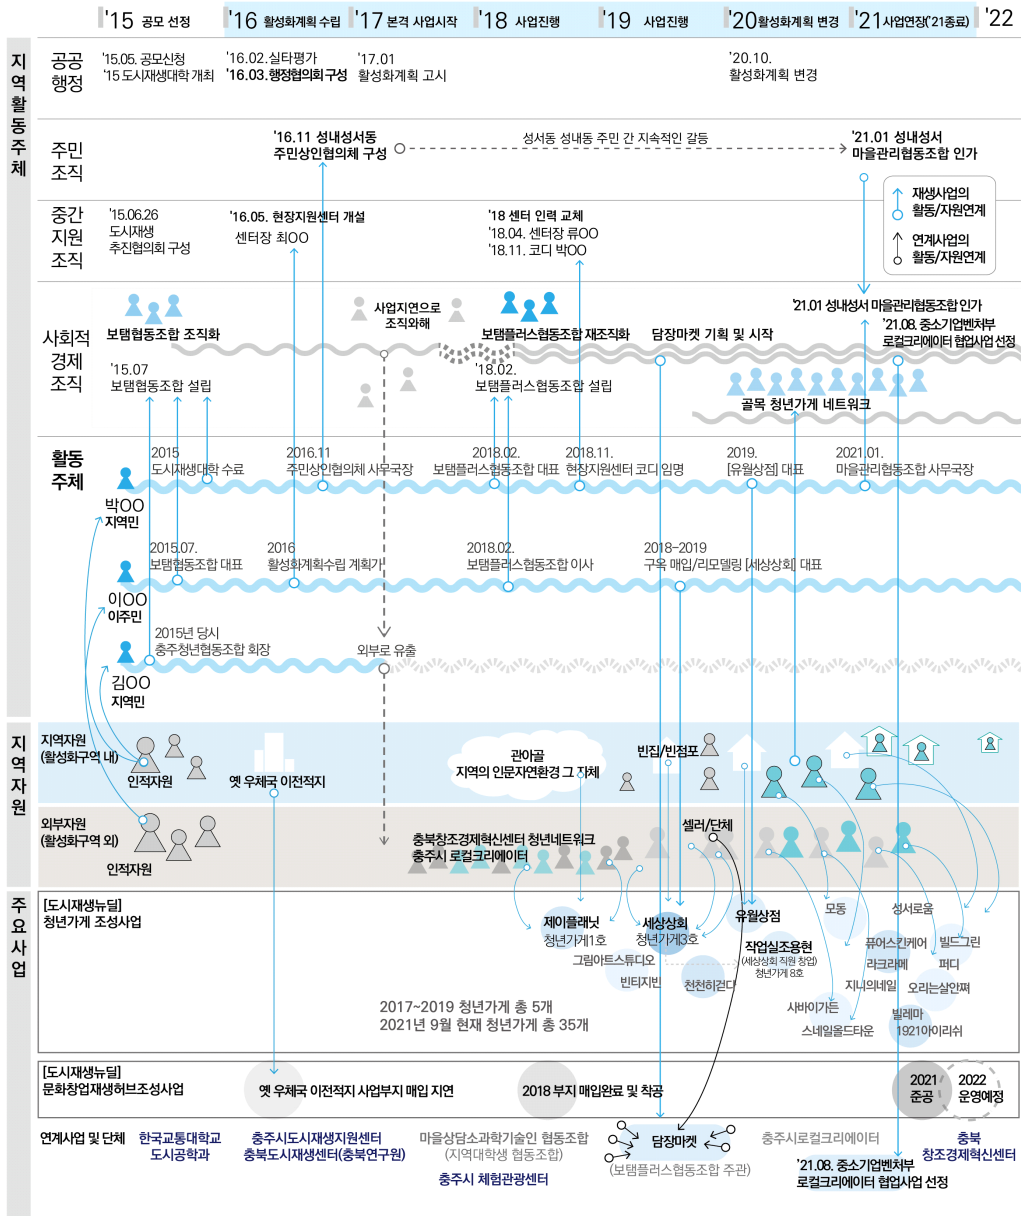 '15 공모 선정
'16 활성화계획 수립
'17 본격 사업시작
'18 사업진행
'19 사업진행
'20 활성화계획 변경
'21 사업연장('21종료)
'22
지역활동주체
공공
행정
'15.05. 공모신청
'15 도시재생대학 개최
'16.02. 실타평가
'16.03. 행정협의회 구성
'17.01
활성화계획 고시
'20.10.
활성화계획 변경
주민
조직
'16.11 성내성서동
주민상인협의체 구성
성서동 성내동 주민 간 지속적인 갈등
'21.01 성내성서
마을관리협동조합 인가
재생사업의
활동/자원연계
연계사업의
활동/자원연계
중간
지원
조직
'15.06.26
도시재생
추진협의회 구성
'16.05. 현장지원센터 개설
센터장 최OO
'18 센터 인력 교체
'18.04. 센터장 류OO
'18.11. 코디 박OO
사회적
경제
조직
보탬협동조합 조직화
'15.07
보탬협동조합 설립
사업지연으로
조직와해
보탬플러스협동조합 재조직화
'18.02.
보탬플러스협동조합 설립
담장마켓 기획 및 시작
'21.01 성내성서 마을관리협동조합 인가
'21.08. 중소기업벤처부
로컬크리에이터 협업사업 선정
골목 청년가게 네트워크
활동
주체
2015
도시재생대학 수료
2016.11
주민상인협의체 사무국장
2018.02.
보탬플러스협동조합 대표
2018.11.
현장지원센터 코디 임명
2019.
[유월상점] 대표
2021.01.
마을관리협동조합 사무국장
박OO
지역민
2015.07.
보탬협동조합 대표
2016
활성화계획수립 계획가
2018.02.
보탬플러스협동조합 이사
2018-2019
구옥 매입/리모델링 [세상상회] 대표
이OO
이주민
2015년 당시
충주청년협동조합 회장
외부로 유출
김OO
지역민
지역자원
지역자원
(활성화구역 내)
인적자원
옛 우체국 이전적지
관아골
지역의 인문자연환경 그 자체
빈집/빈점포
외부자원
(활성화구역 외)
인적자원
충북창조경제혁신센터 청년네트워크
충주시 로컬크리에이터
셀러/단체
주요사업
[도시재생뉴딜]
청년가게 조성사업
제이플래닛
청년가게1호
그림아트스튜디오
빈티지빈
세상상회
청년가게3호
천천히걷다
유월상점
작업실조용현
(세상상회 직원 창업)
청년가게 8호
모동
성서로움
퓨어스킨케어
빌드그린
라크라메
퍼디
지니의네일
오리는살안쪄
사바이가든
빌레마
스네일올드타운
1921아이리쉬
2017~2019 청년가게 총 5개
2021년 9월 현재 청년가게 총 35개
[도시재생뉴딜]
문화창업재생허브조성사업
옛 우체국 이전적지 사업부지 매입 지연
2018 부지 매입완료 및 착공
2021
준공
2022
운영예정
연계사업 및 단체
한국교통대학교
도시공학과
충주시도시재생지원센터
충북도시재생센터(충북연구원)
마을상담소과학기술인 협동조합
(지역대학생 협동조합)
충주시 체험관광센터
담장마켓
(보탬플러스협동조합 주관)
충주시로컬크리에이터
'21.08. 중소기업벤처부
로컬크리에이터 협업사업 선정
충북
창조경제혁신센터